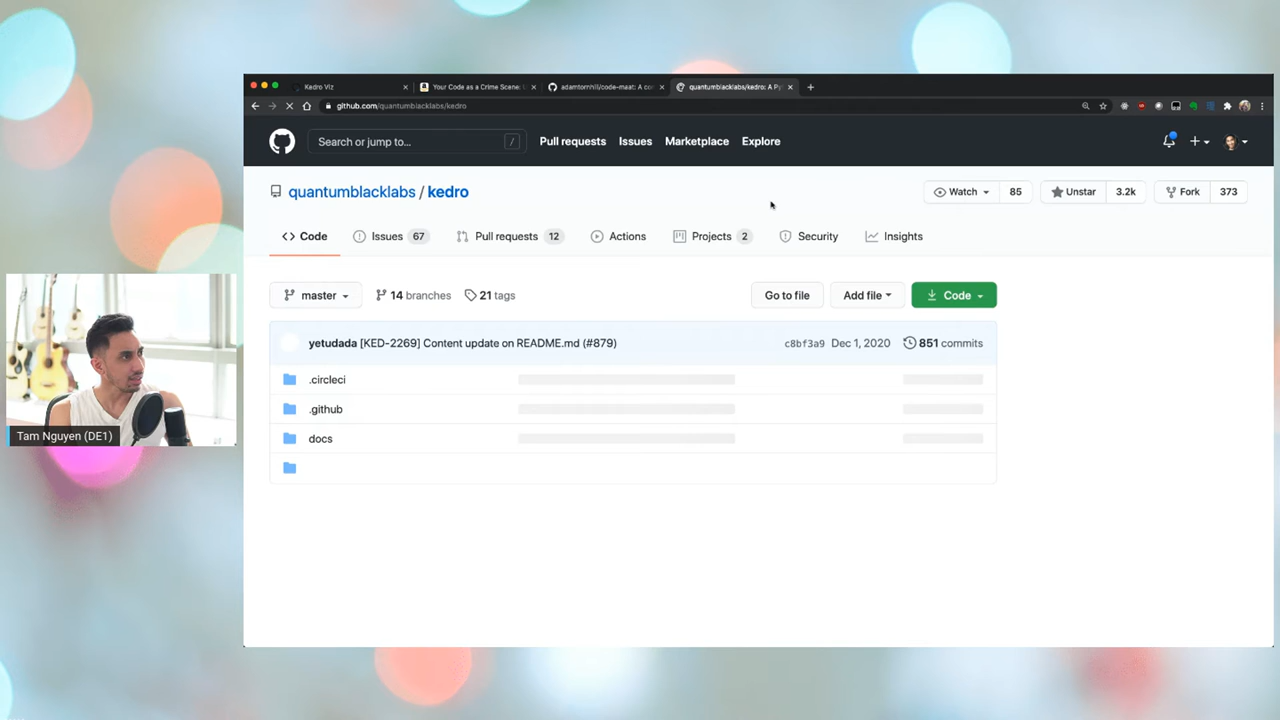 Kedro Viz
Your Code as a Crime Scene:
adamtornhill/code-maat: A co
quantumblacklabs/kedro: A Py
github.com/quantumblacklabs/kedro
Search or jump to... /
Pull requests Issues Marketplace Explore
quantumblacklabs / kedro
Watch 85 Unstar 3.2k Fork 373
Code Issues 67 Pull requests 12 Actions Projects 2 Security Insights
master 14 branches 21 tags Go to file Add file Code
yetudada [KED-2269] Content update on README.md (#879) c8bf3a9 Dec 1, 2020 851 commits
.circleci
.github
docs
Tam Nguyen (DE1)